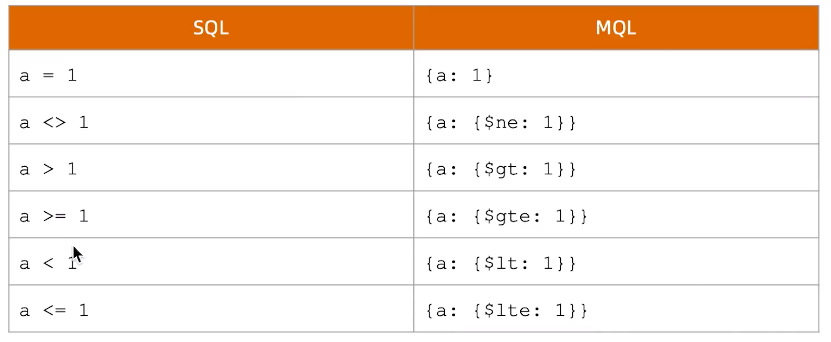 SQL MQL
a = 1 {a: 1}
a <> 1 {a: {$ne: 1}}
a > 1 {a: {$gt: 1}}
a >= 1 {a: {$gte: 1}}
a < 1 {a: {$lt: 1}}
a <= 1 {a: {$lte: 1}}